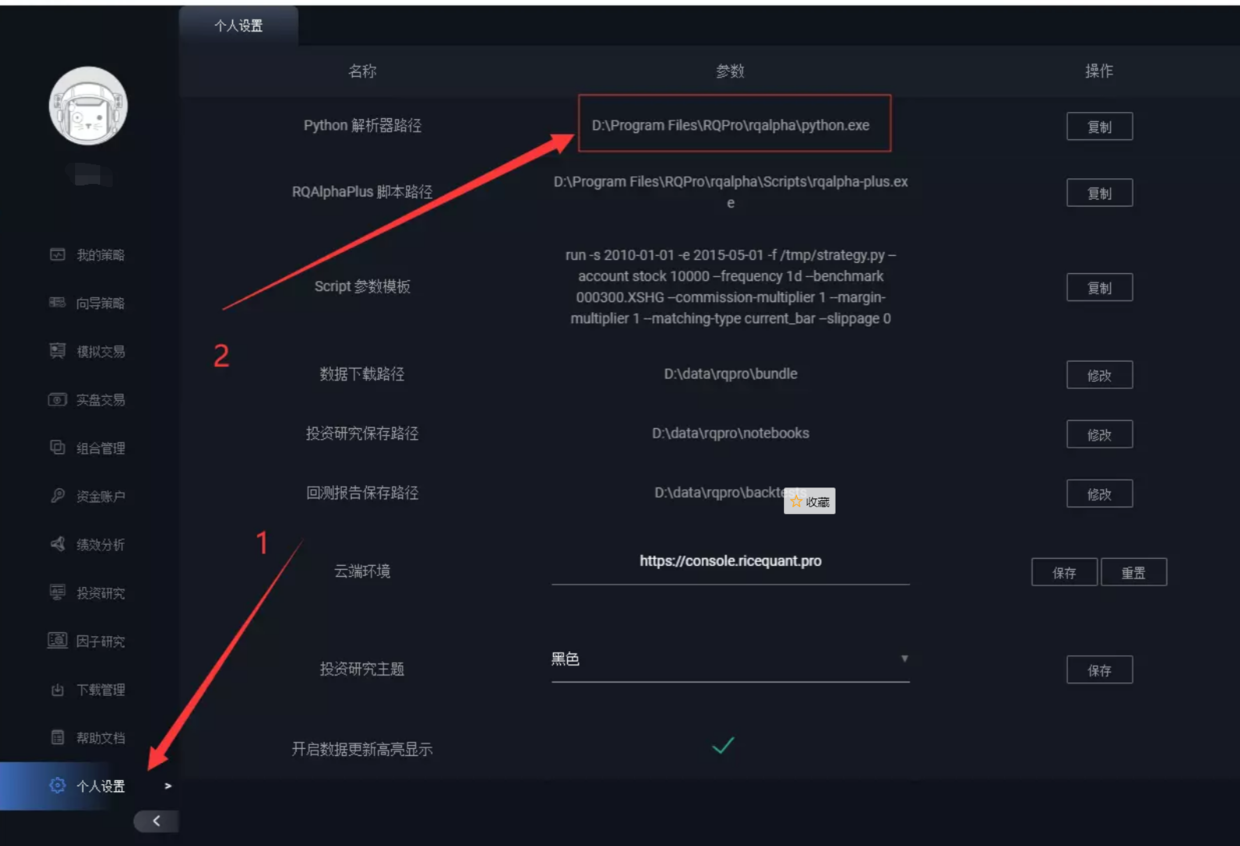 个人设置
名称 参数 操作
Python 解析器路径 D:\Program Files\RQPro\rqalpha\python.exe 复制
RQAlphaPlus 脚本路径 D:\Program Files\RQPro\rqalpha\Scripts\rqalpha-plus.ex
e 复制
Script 参数模板 run -s 2010-01-01 -e 2015-05-01 -f /tmp/strategy.py –
account stock 10000 –frequency 1d –benchmark
000300.XSHG –commission-multiplier 1 –margin-
multiplier 1 –matching-type current_bar –slippage 0
复制
数据下载路径 D:\data\rqpro\bundle 修改
投资研究保存路径 D:\data\rqpro\notebooks 修改
回测报告保存路径 D:\data\rqpro\backte 修改
收藏
云端环境 https://console.ricequant.pro 保存 重置
投资研究主题 黑色 保存
开启数据更新高亮显示
我的策略
向导策略
模拟交易
实盘交易
组合管理
资金账户
绩效分析
投资研究
因子研究
下载管理
帮助文档
个人设置 >
1
2